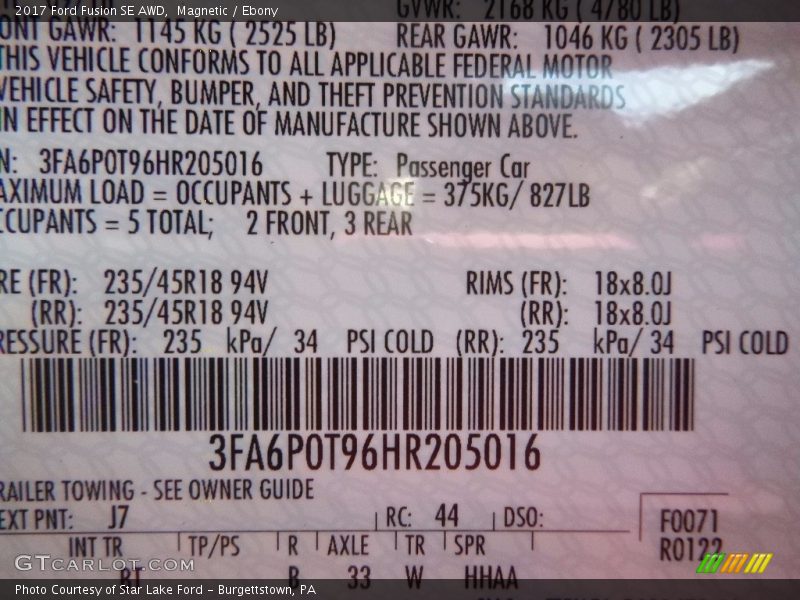 2017 Ford Fusion SE AWD, Magnetic / Ebony
GVWR: 2168 KG ( 4780 LB)
ONT GAWR: 1145 KG ( 2525 LB) REAR GAWR: 1046 KG ( 2305 LB)
THIS VEHICLE CONFORMS TO ALL APPLICABLE FEDERAL MOTOR
VEHICLE SAFETY, BUMPER, AND THEFT PREVENTION STANDARDS
IN EFFECT ON THE DATE OF MANUFACTURE SHOWN ABOVE.
N: 3FA6P0T96HR205016 TYPE: Passenger Car
AXIMUM LOAD = OCCUPANTS + LUGGAGE = 375KG/ 827LB
CCUPANTS = 5 TOTAL; 2 FRONT, 3 REAR
RE (FR): 235/45R18 94V RIMS (FR): 18x8.0J
(RR): 235/45R18 94V (RR): 18x8.0J
RESSURE (FR): 235 kPa/ 34 PSI COLD (RR): 235 kPa/ 34 PSI COLD
3FA6P0T96HR205016
RAILER TOWING - SEE OWNER GUIDE
EXT PNT: J7 RC: 44 DSO: F0071
INT TR TP/PS R AXLE TR SPR R0122
BT B 33 W HHAA
GTCARLOT.COM
Photo Courtesy of Star Lake Ford - Burgettstown, PA